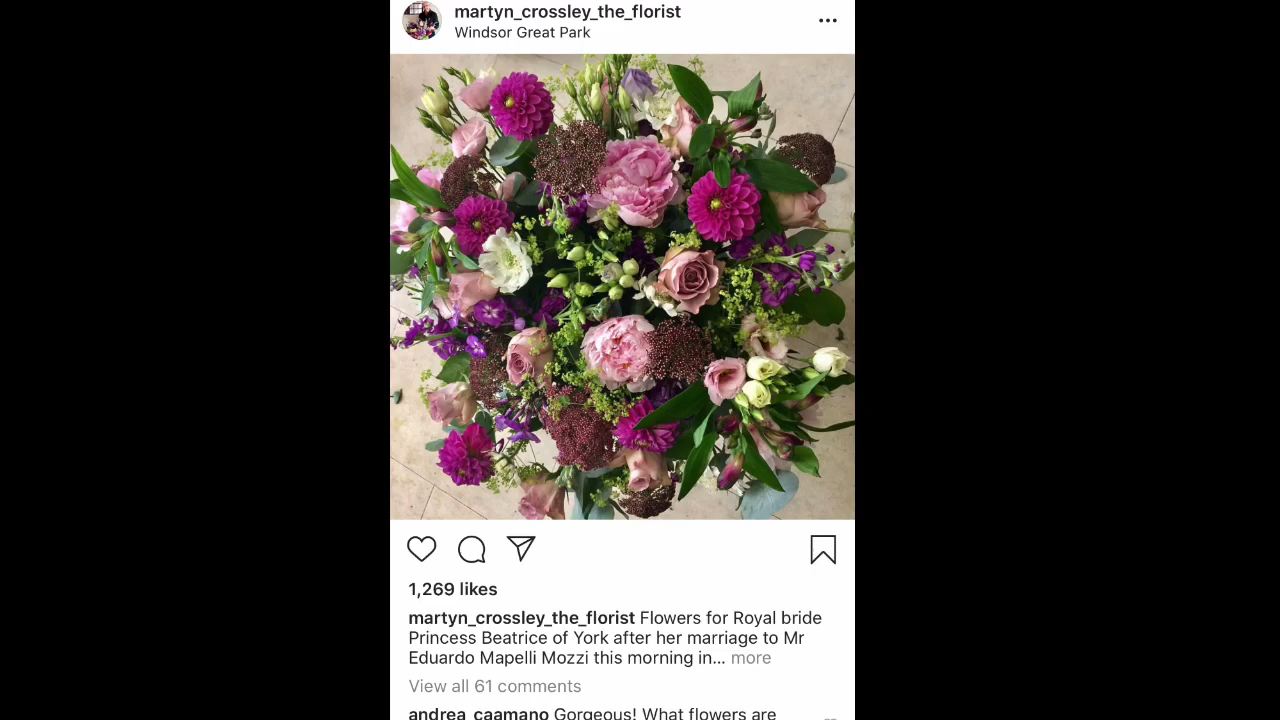 martyn_crossley_the_florist
Windsor Great Park
1,269 likes
martyn_crossley_the_florist Flowers for Royal bride
Princess Beatrice of York after her marriage to Mr
Eduardo Mapelli Mozzi this morning in... more
View all 61 comments
andrea_caamano Gorgeous! What flowers are